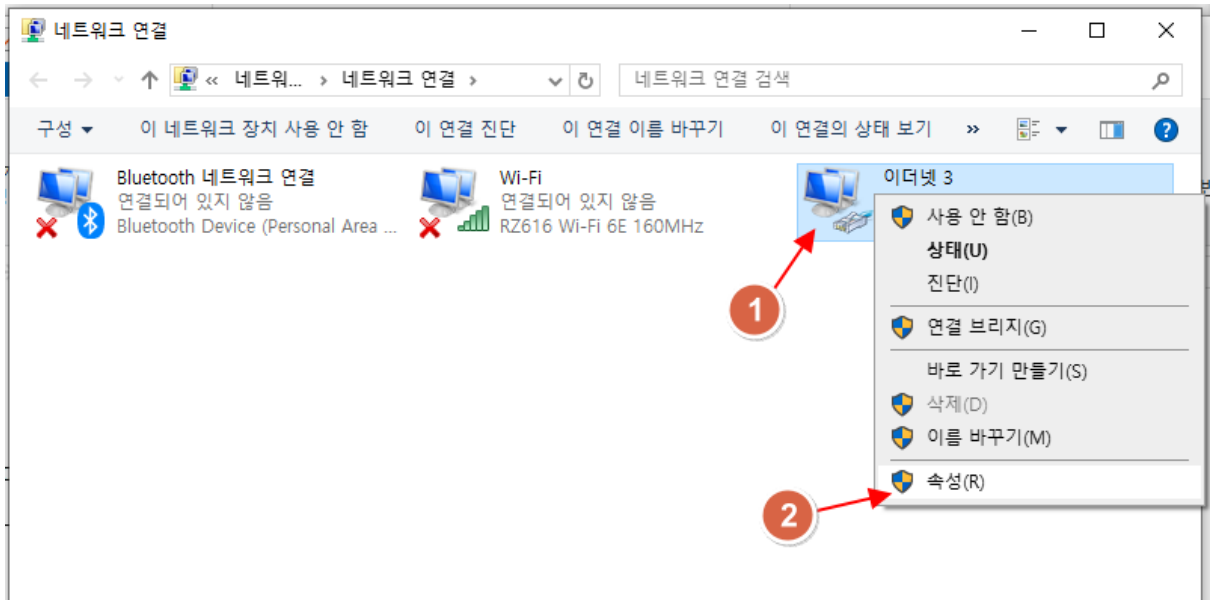 네트워크 연결
« 네트워... › 네트워크 연결 ›
네트워크 연결 검색
구성 이 네트워크 장치 사용 안 함 이 연결 진단 이 연결 이름 바꾸기 이 연결의 상태 보기 »
Bluetooth 네트워크 연결
연결되어 있지 않음
Bluetooth Device (Personal Area ...
Wi-Fi
연결되어 있지 않음
RZ616 Wi-Fi 6E 160MHz
이더넷 3
사용 안 함(B)
상태(U)
진단(I)
연결 브리지(G)
바로 가기 만들기(S)
삭제(D)
이름 바꾸기(M)
속성(R)
1
2